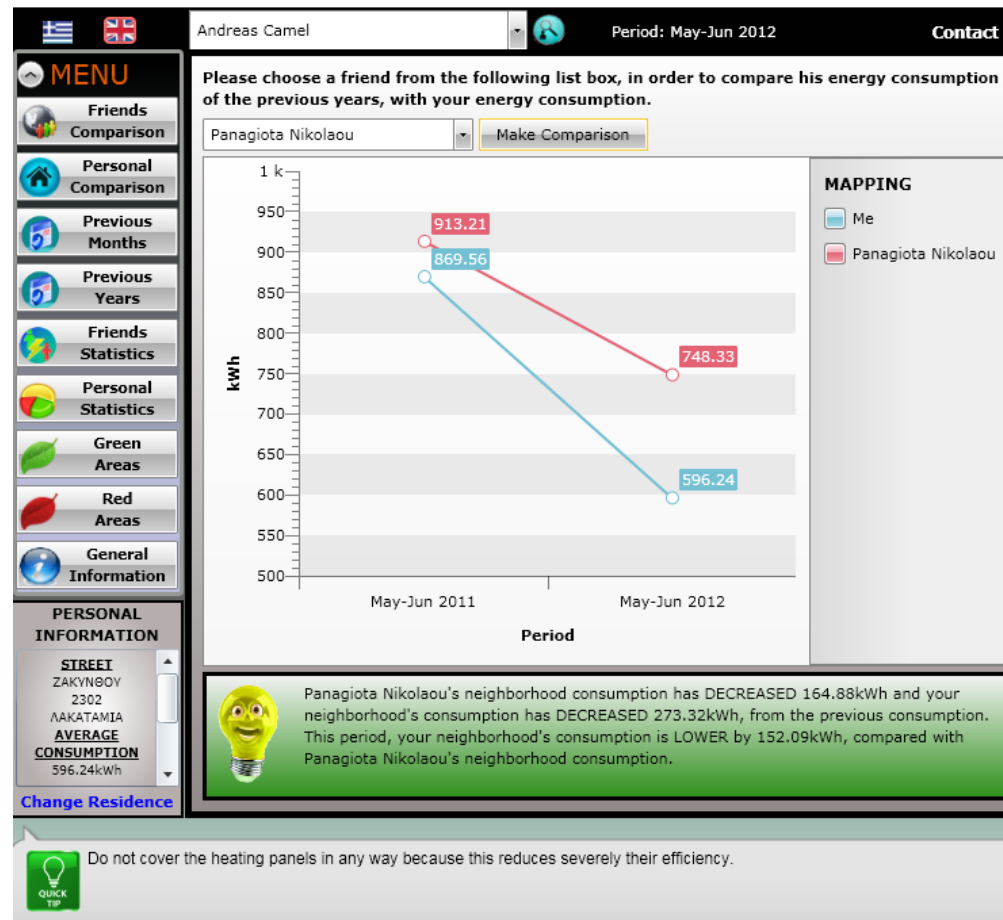 Andreas Camel
Period: May-Jun 2012
Contact
MENU
Friends
Comparison
Personal
Comparison
Previous
Months
Previous
Years
Friends
Statistics
Personal
Statistics
Green
Areas
Red
Areas
General
Information
PERSONAL
INFORMATION
STREET
ΖΑΚΥΝΘΟΥ
2302
ΛΑΚΑΤΑΜΙΑ
AVERAGE
CONSUMPTION
596.24kWh
Change Residence
Please choose a friend from the following list box, in order to compare his energy consumption
of the previous years, with your energy consumption.
Panagiota Nikolaou
Make Comparison
1 k
950
900
850
800
750
700
650
600
550
500
kWh
913.21
869.56
748.33
596.24
May-Jun 2011
May-Jun 2012
Period
MAPPING
Me
Panagiota Nikolaou
Panagiota Nikolaou's neighborhood consumption has DECREASED 164.88kWh and your
neighborhood's consumption has DECREASED 273.32kWh, from the previous consumption.
This period, your neighborhood's consumption is LOWER by 152.09kWh, compared with
Panagiota Nikolaou's neighborhood consumption.
QUICK
TIP
Do not cover the heating panels in any way because this reduces severely their efficiency.